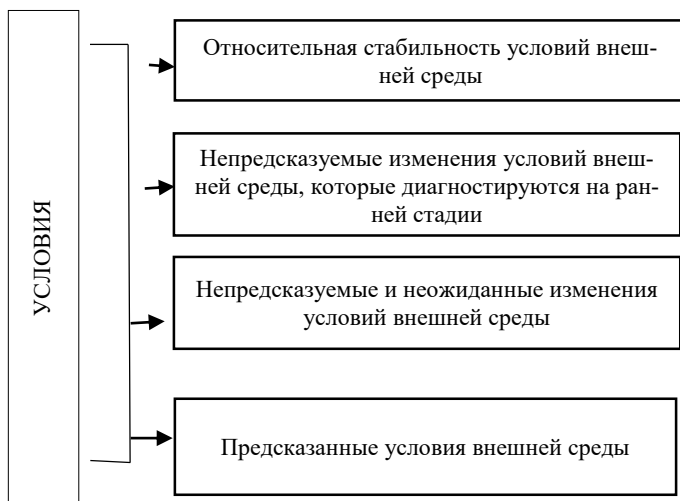 УСЛОВИЯ
Относительная стабильность условий внеш-
ней среды
Непредсказуемые изменения условий внеш-
ней среды, которые диагностируются на ран-
ней стадии
Непредсказуемые и неожиданные изменения
условий внешней среды
Предсказанные условия внешней среды